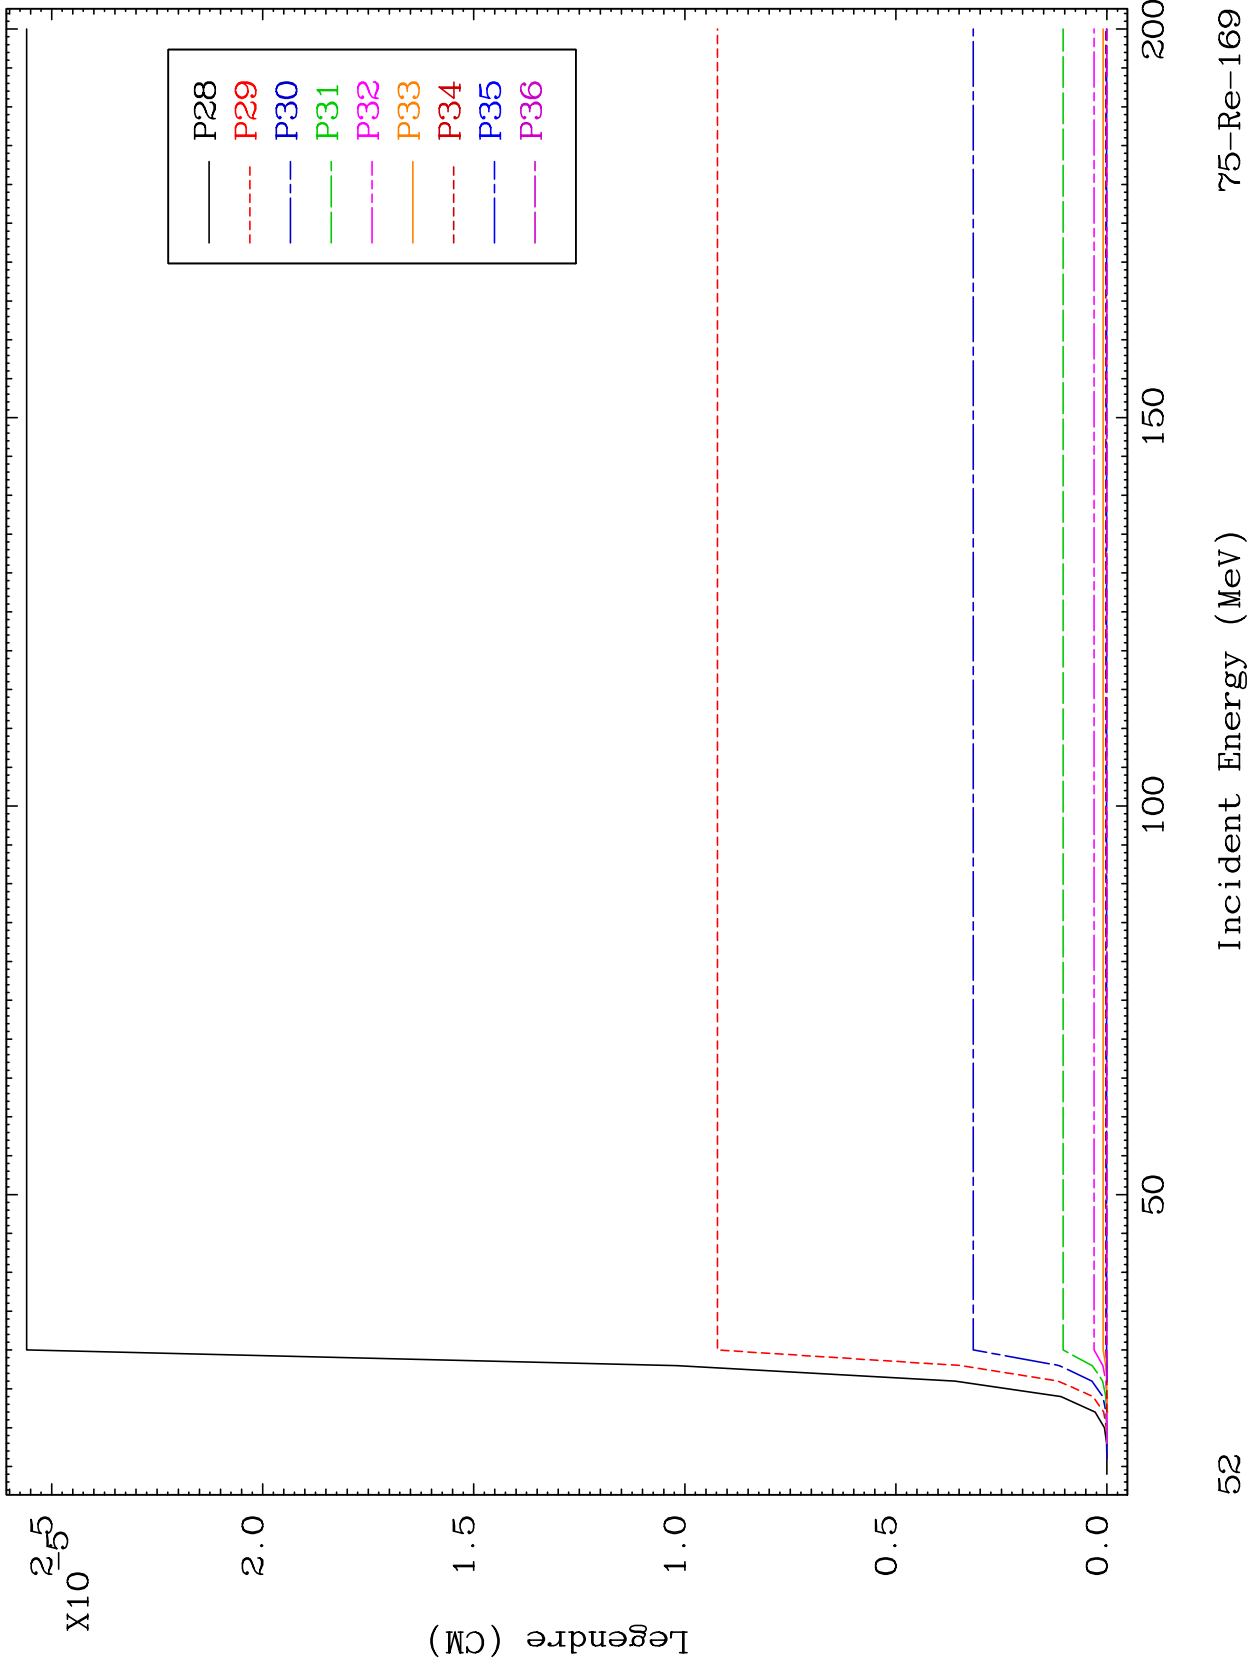 X10
-5
2.5
2.0
1.5
1.0
0.5
0.0
Legendre (CM)
P28
P29
P30
P31
P32
P33
P34
P35
P36
50
100
150
200
52
Incident Energy (MeV)
75-Re-169